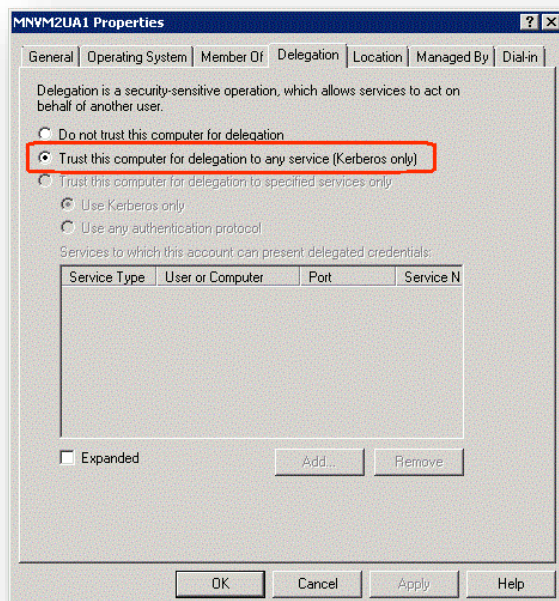 MNVM2UA1 Properties
General
Operating System
Member Of
Delegation
Location
Managed By
Dial-in
Delegation is a security-sensitive operation, which allows services to act on
behalf of another user.
Do not trust this computer for delegation
Trust this computer for delegation to any service (Kerberos only)
Trust this computer for delegation to specified services only
Use Kerberos only
Use any authentication protocol
Services to which this account can present delegated credentials:
Service Type User or Computer Port Service N
Expanded
Add...
Remove
OK
Cancel
Apply
Help